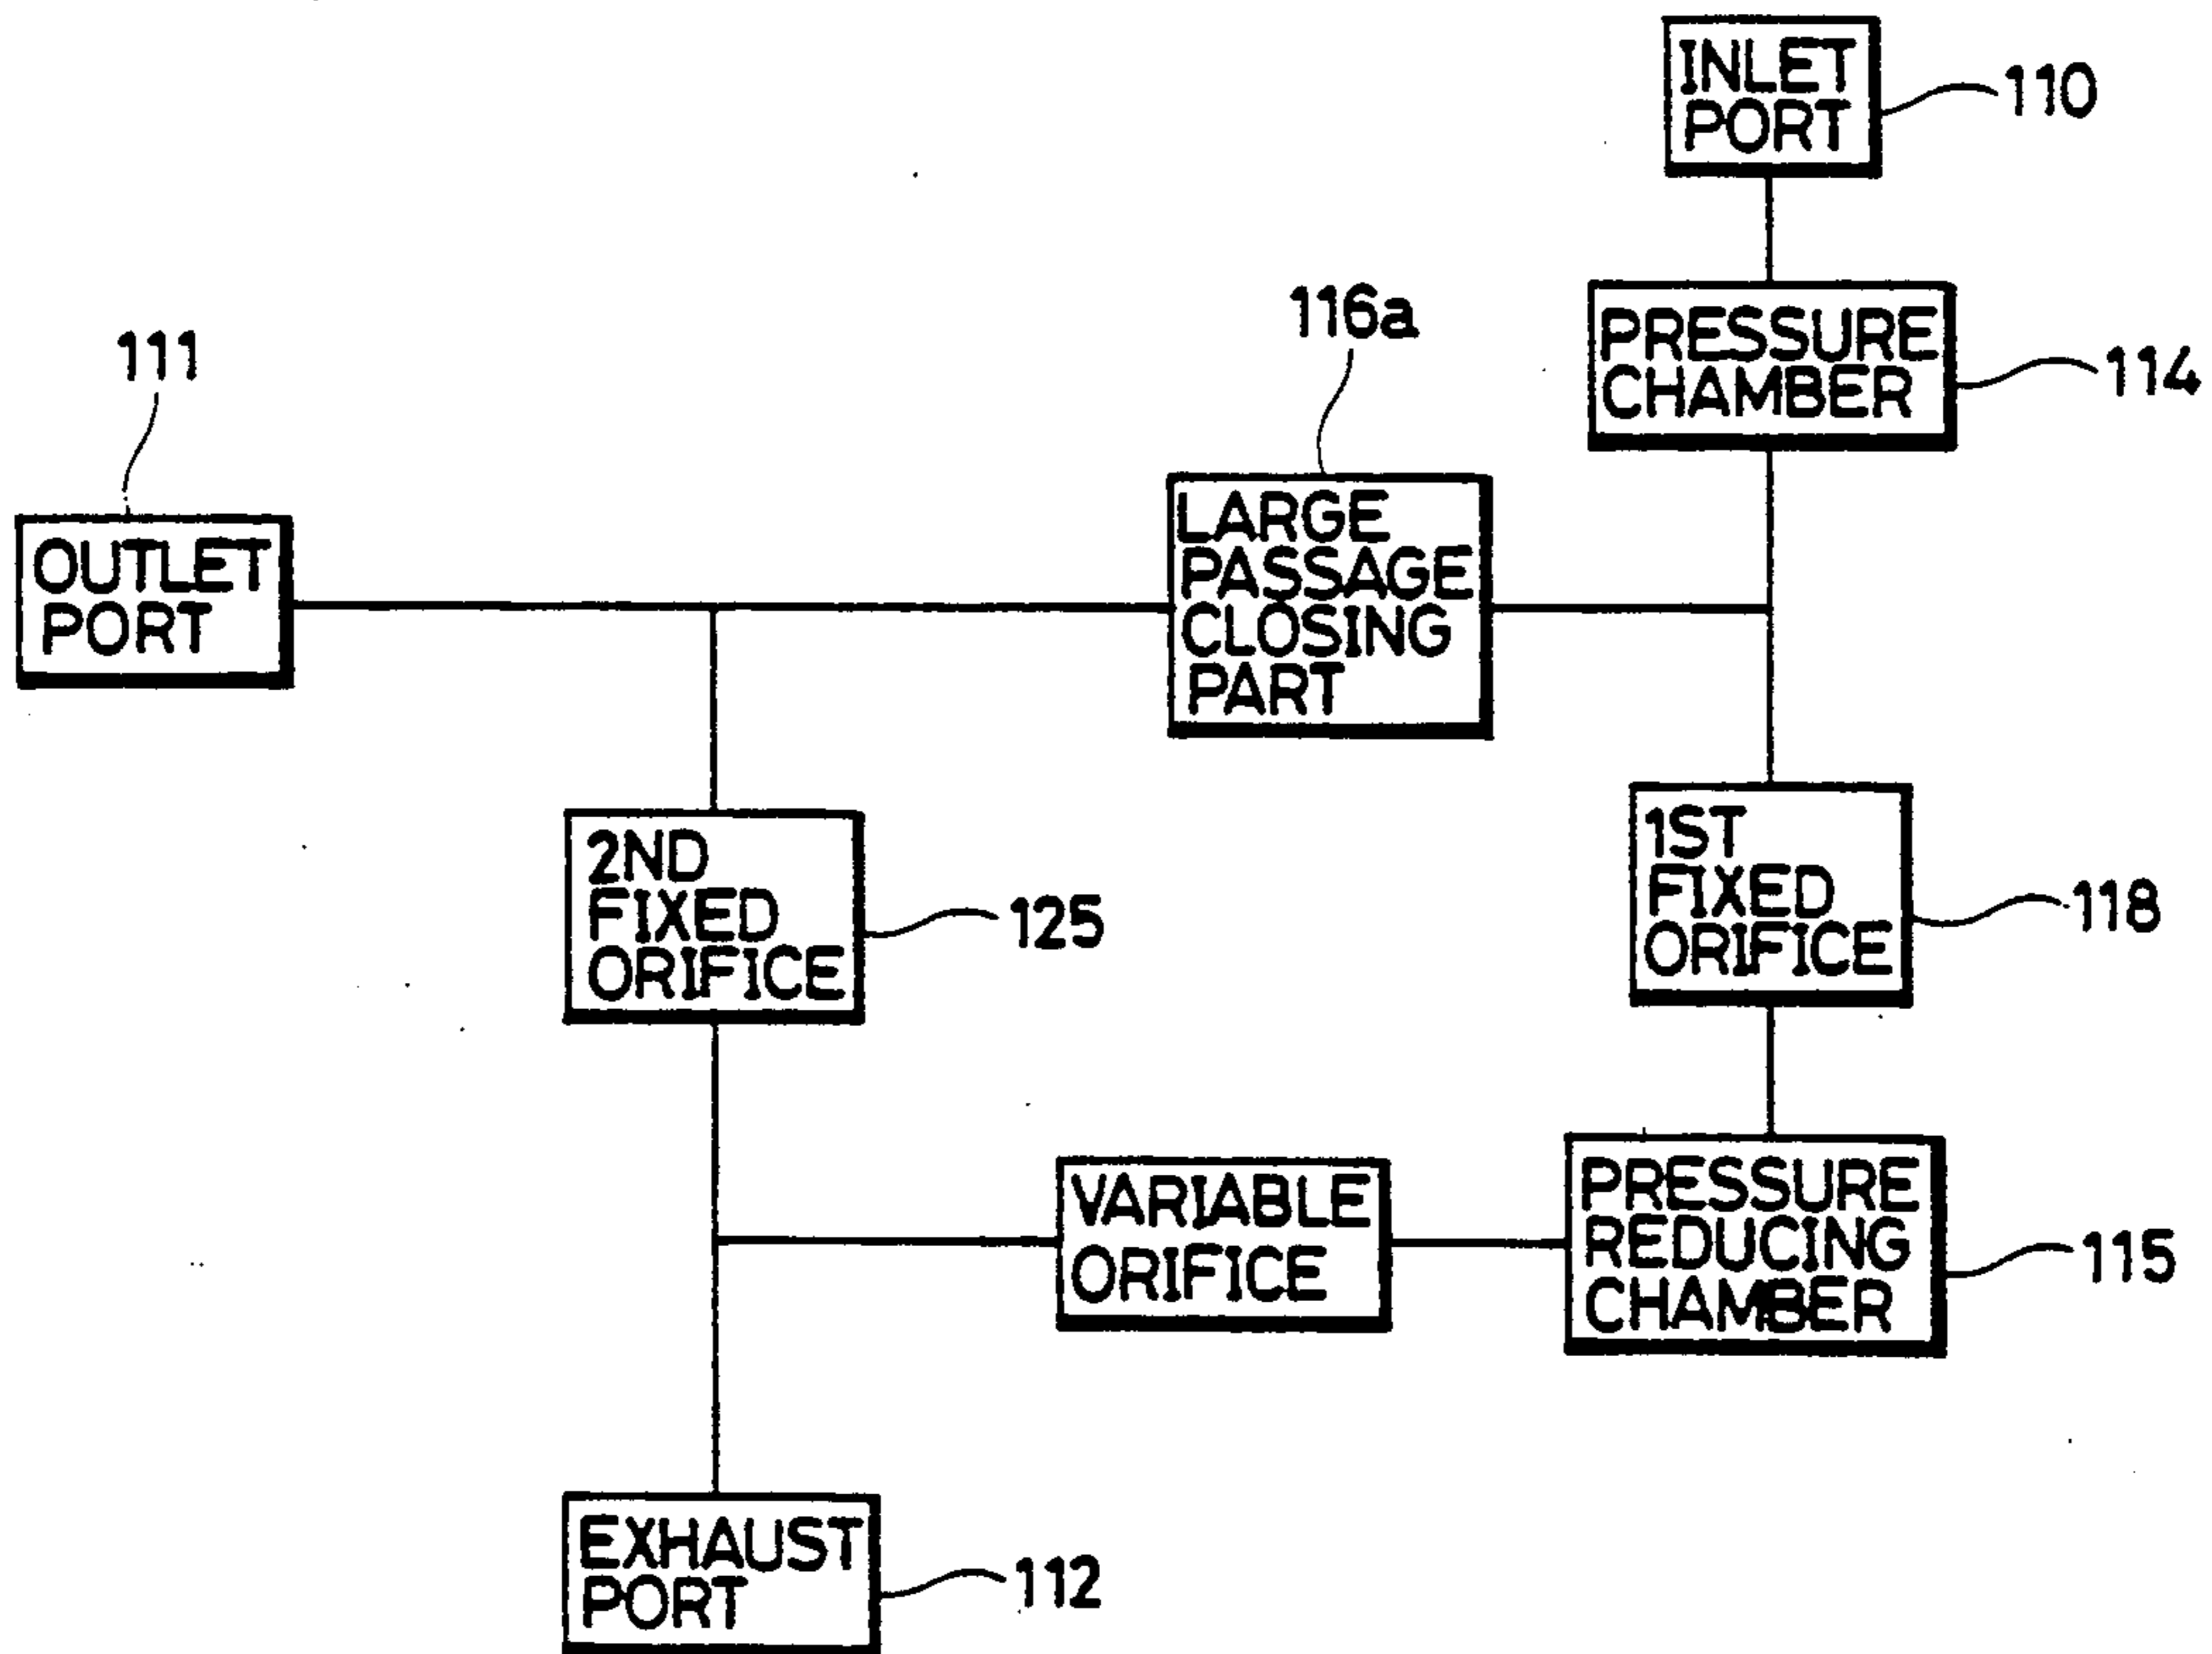 INLET
PORT
110
PRESSURE
CHAMBER
114
116a
111
LARGE
PASSAGE
CLOSING
PART
OUTLET
PORT
2ND
FIXED
ORIFICE
125
1ST
FIXED
ORIFICE
118
VARIABLE
ORIFICE
PRESSURE
REDUCING
CHAMBER
115
EXHAUST
PORT
112